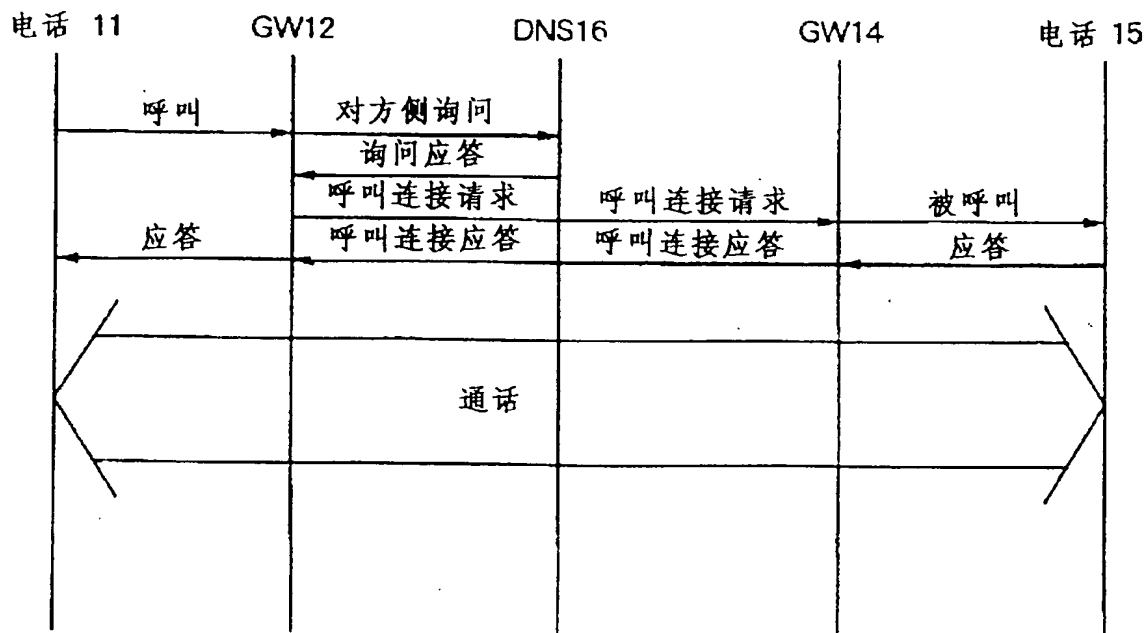 电话 11
GW12
DNS16
GW14
电话 15
呼叫
对方侧询问
询问应答
呼叫连接请求
呼叫连接请求
被呼叫
应答
呼叫连接应答
呼叫连接应答
应答
通话